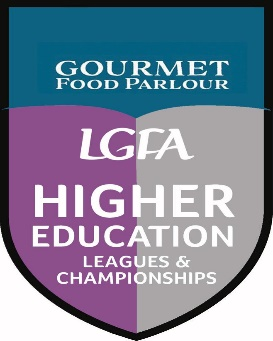 GOURMET
FOOD PARLOUR
LGFA
HIGHER
EDUCATION
LEAGUES &
CHAMPIONSHIPS